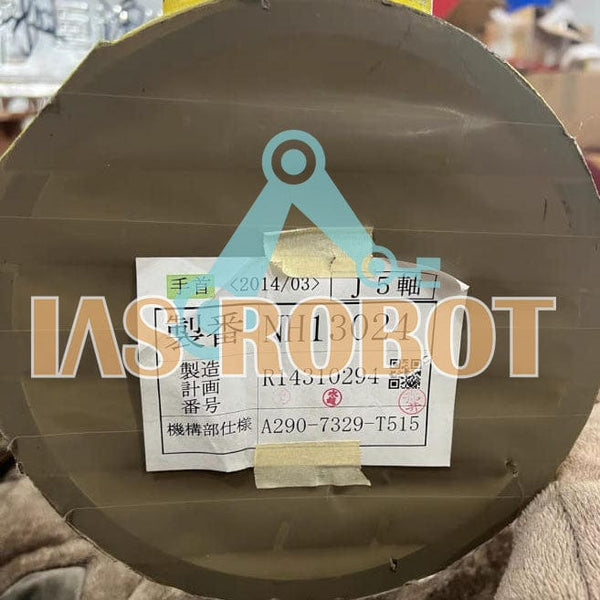 手首 <2014/03> J5軸
製番 NH13024
IAS ROBOT
製造計画番号 R14310294
機構部仕様 A290-7329-T515